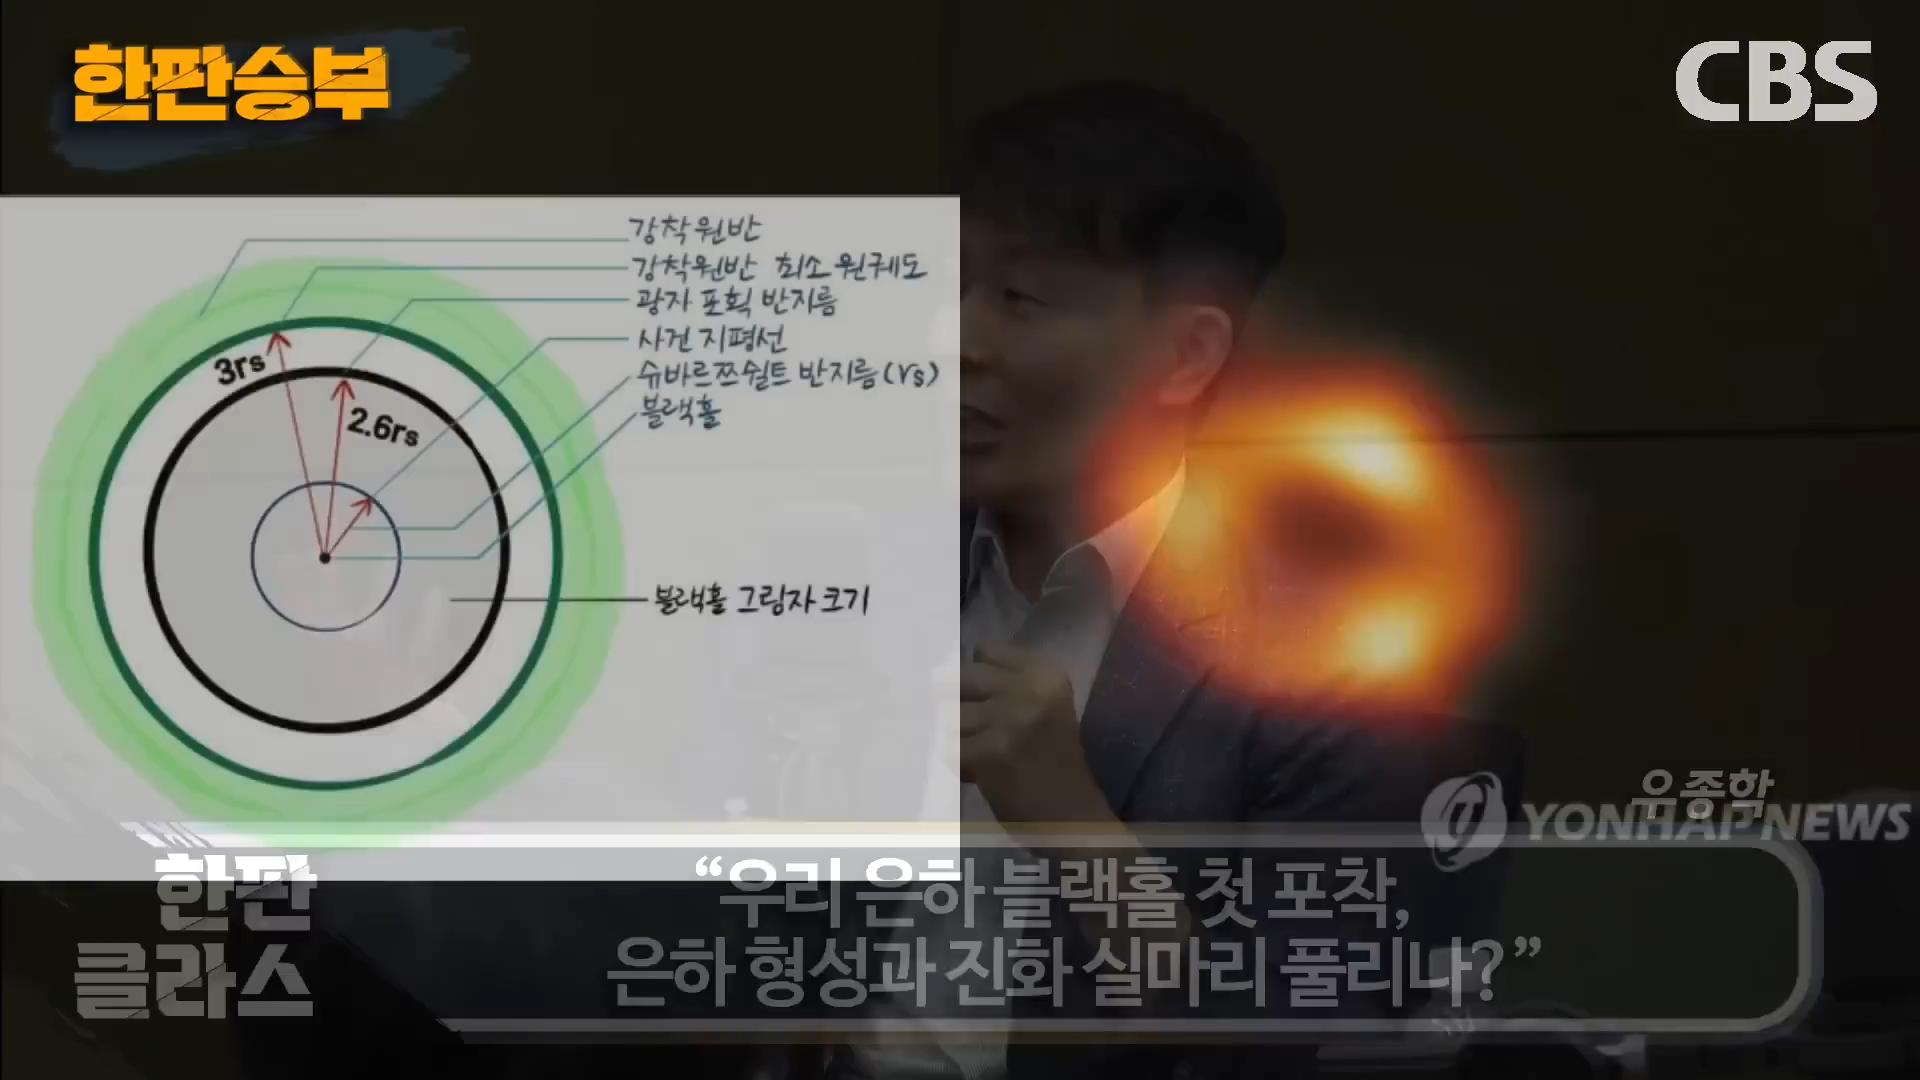 한판승부
CBS
강착원반
강착원반 최소 원궤도
광자 포획 반지름
사건 지평선
슈바르쯔쉴트 반지름(rs)
블랙홀
3rs
2.6rs
블랙홀 그림자 크기
유종학
YONHAPNEWS
한판
클라스
“우리 은하 블랙홀 첫 포착,
은하 형성과 진화 실마리 풀리나?”